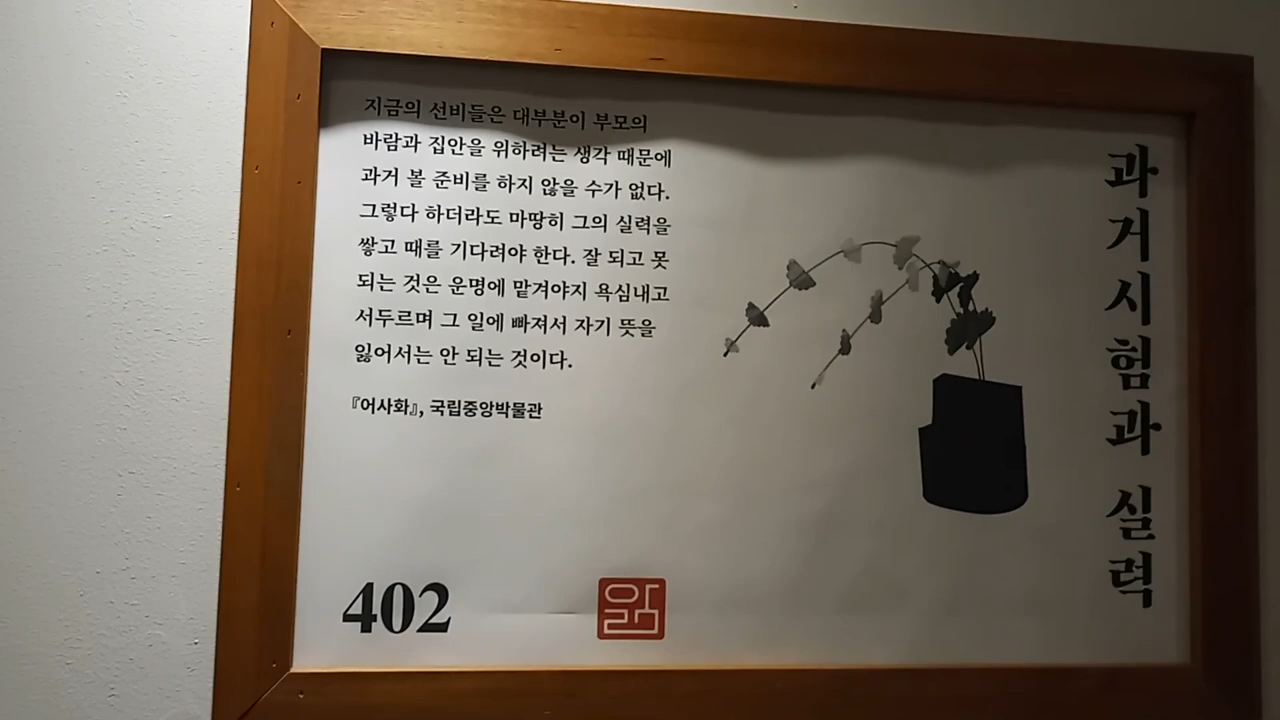 지금의 선비들은 대부분이 부모의
바람과 집안을 위하려는 생각 때문에
과거 볼 준비를 하지 않을 수가 없다.
그렇다 하더라도 마땅히 그의 실력을
쌓고 때를 기다려야 한다. 잘 되고 못
되는 것은 운명에 맡겨야지 욕심내고
서두르며 그 일에 빠져서 자기 뜻을
잃어서는 안 되는 것이다.
『어사화』, 국립중앙박물관
과거시험과 실력
402
앎